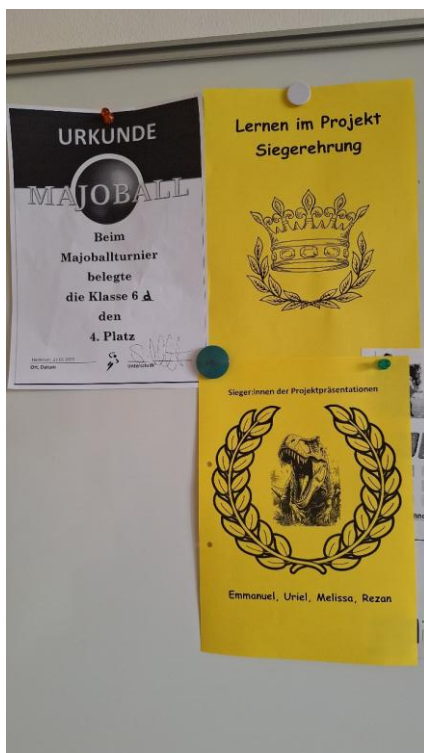 URKUNDE
MAJOBALL
Beim
Majoballturnier
belegte
die Klasse 6 d
den
4. Platz
Ort, Datum
Unterschrift
Lernen im Projekt
Siegerehrung
Sieger:innen der Projektpräsentationen
Emmanuel, Uriel, Melissa, Rezan